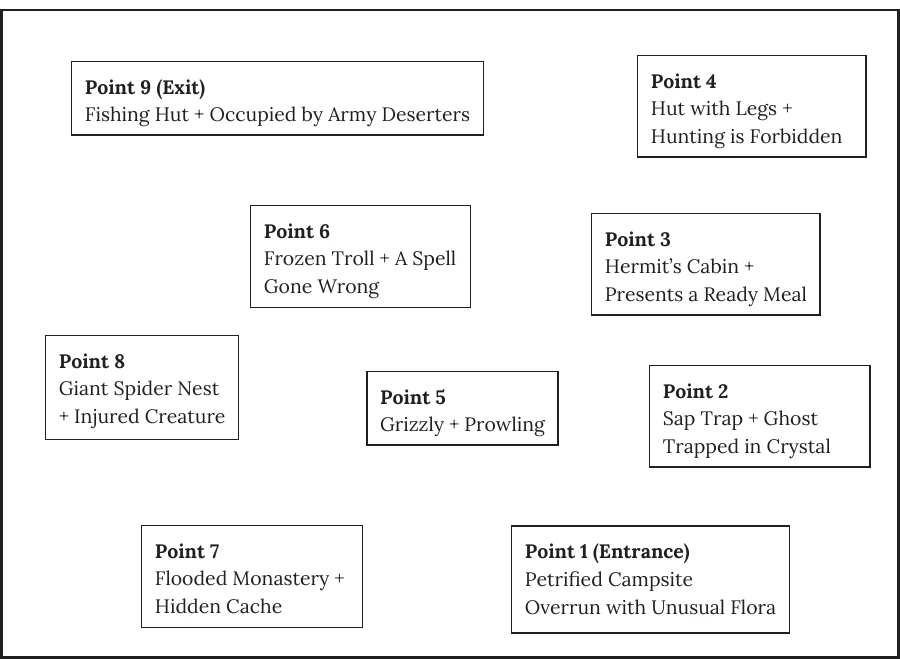 Point 9 (Exit)
Fishing Hut + Occupied by Army Deserters
Point 4
Hut with Legs +
Hunting is Forbidden
Point 6
Frozen Troll + A Spell
Gone Wrong
Point 3
Hermit's Cabin +
Presents a Ready Meal
Point 8
Giant Spider Nest
+ Injured Creature
Point 5
Grizzly + Prowling
Point 2
Sap Trap + Ghost
Trapped in Crystal
Point 7
Flooded Monastery +
Hidden Cache
Point 1 (Entrance)
Petrified Campsite
Overrun with Unusual Flora